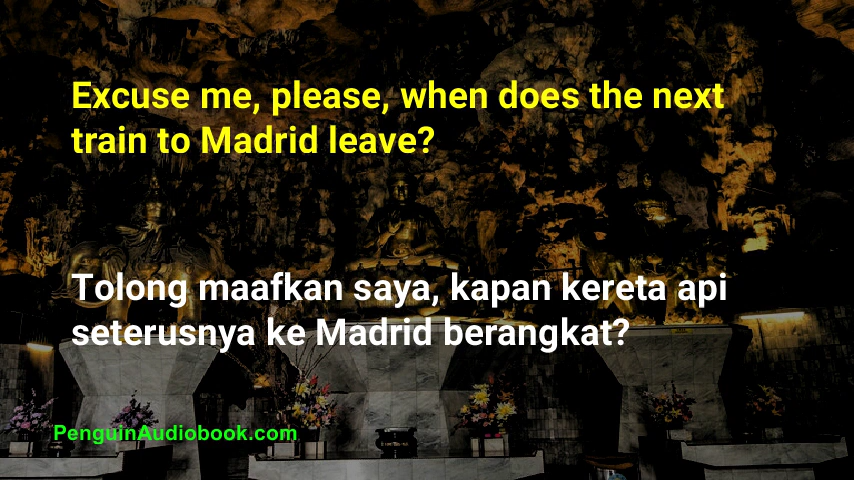 Excuse me, please, when does the next
train to Madrid leave?
Tolong maafkan saya, kapan kereta api
seterusnya ke Madrid berangkat?
PenguinAudiobook.com